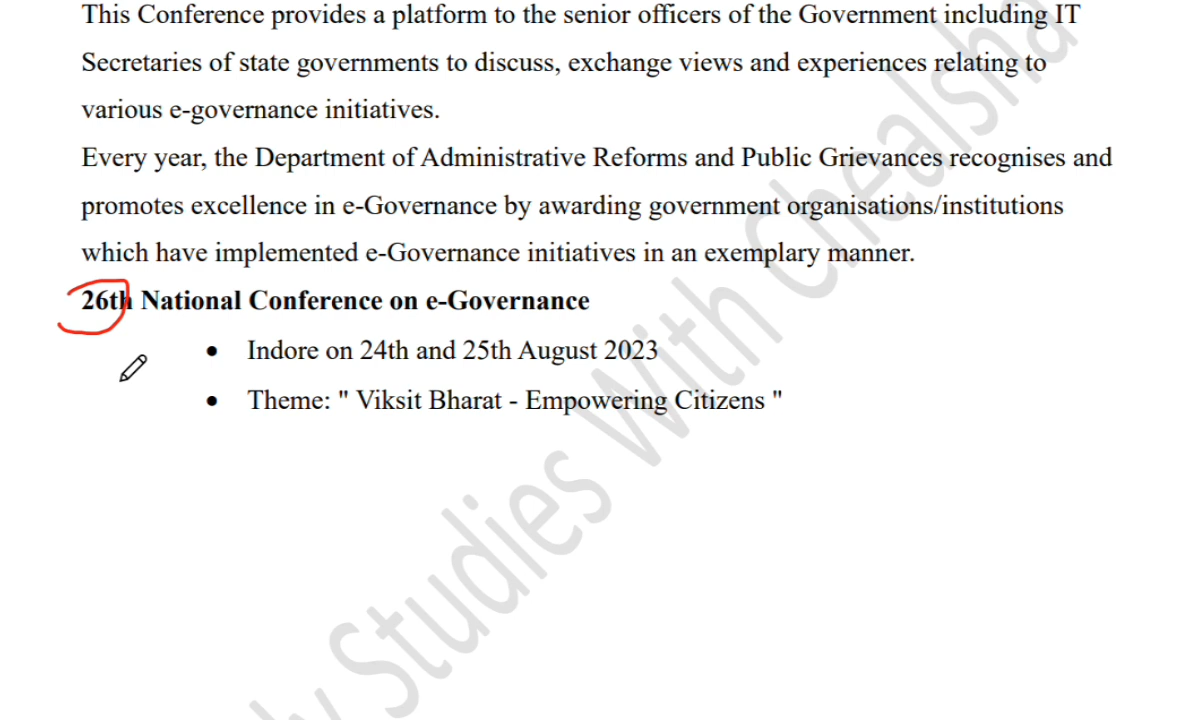 This Conference provides a platform to the senior officers of the Government including IT
Secretaries of state governments to discuss, exchange views and experiences relating to
various e-governance initiatives.
Every year, the Department of Administrative Reforms and Public Grievances recognises and
promotes excellence in e-Governance by awarding government organisations/institutions
which have implemented e-Governance initiatives in an exemplary manner.
26th National Conference on e-Governance
• Indore on 24th and 25th August 2023
• Theme: " Viksit Bharat - Empowering Citizens "
Studies With Chealsha